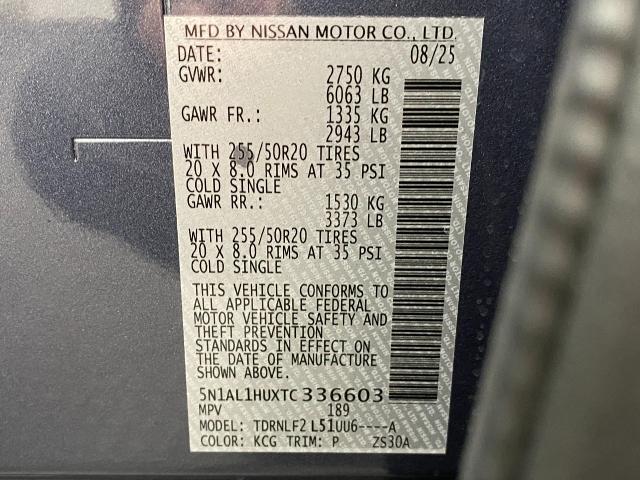 MFD BY NISSAN MOTOR CO., LTD.
DATE: 08/25
GVWR: 2750 KG
6063 LB
GAWR FR.: 1335 KG
2943 LB
WITH 255/50R20 TIRES
20 X 8.0 RIMS AT 35 PSI
COLD SINGLE
GAWR RR.: 1530 KG
3373 LB
WITH 255/50R20 TIRES
20 X 8.0 RIMS AT 35 PSI
COLD SINGLE
THIS VEHICLE CONFORMS TO
ALL APPLICABLE FEDERAL
MOTOR VEHICLE SAFETY AND
THEFT PREVENTION
STANDARDS IN EFFECT ON
THE DATE OF MANUFACTURE
SHOWN ABOVE.
5N1AL1HUXTC336603
MPV 189
MODEL: TDRNLF2 L51UU6----A
COLOR: KCG TRIM: P ZS30A